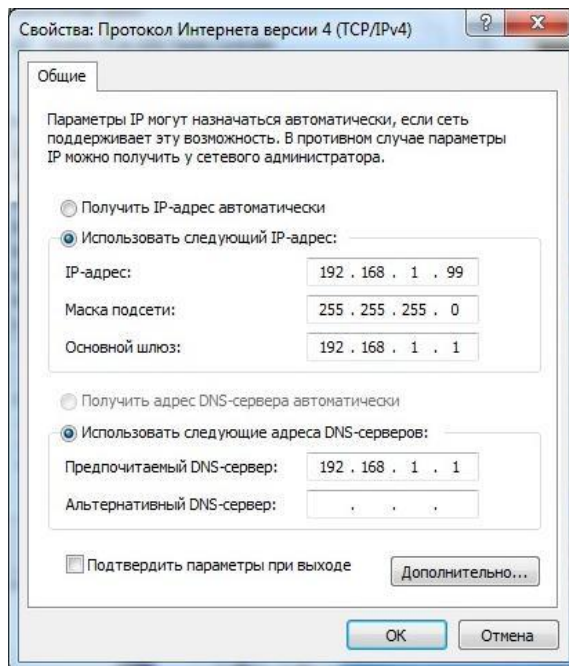 Свойства: Протокол Интернета версии 4 (TCP/IPv4)
?
Общие
Параметры IP могут назначаться автоматически, если сеть
поддерживает эту возможность. В противном случае параметры
IP можно получить у сетевого администратора.
Получить IP-адрес автоматически
Использовать следующий IP-адрес:
IP-адрес: 192 . 168 . 1 . 99
Маска подсети: 255 . 255 . 255 . 0
Основной шлюз: 192 . 168 . 1 . 1
Получить адрес DNS-сервера автоматически
Использовать следующие адреса DNS-серверов:
Предпочитаемый DNS-сервер: 192 . 168 . 1 . 1
Альтернативный DNS-сервер: . . .
Подтвердить параметры при выходе
Дополнительно...
ОК Отмена